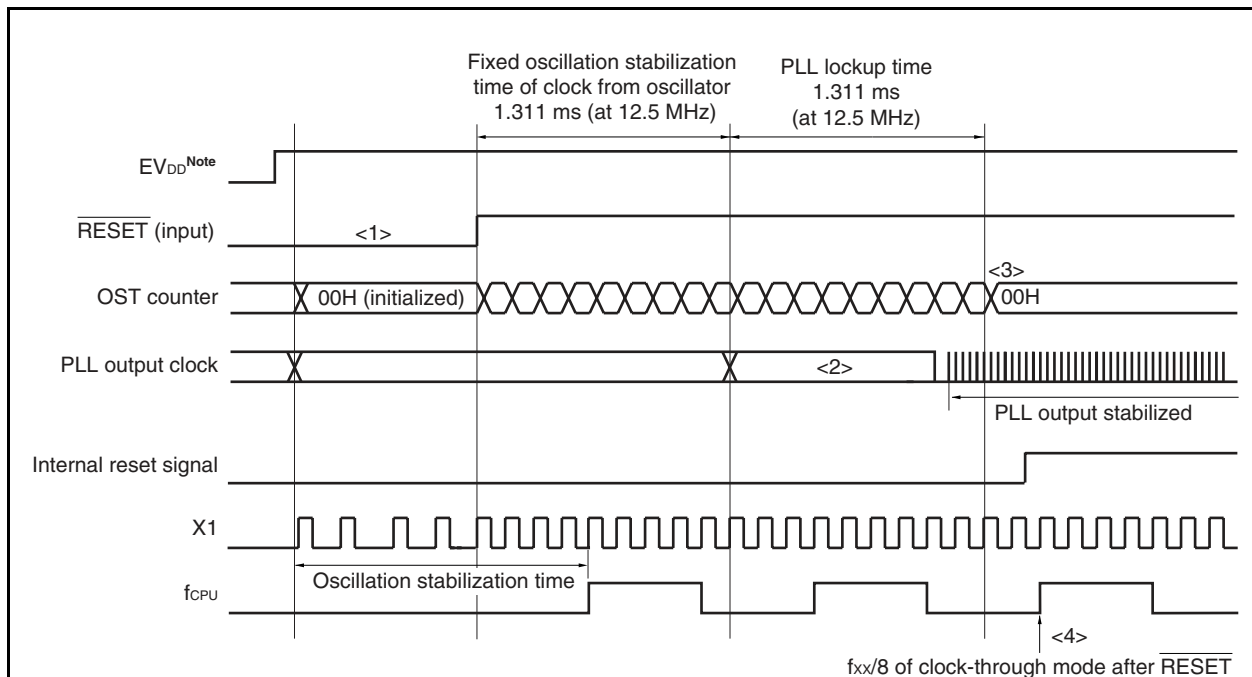 Fixed oscillation stabilization
time of clock from oscillator
1.311 ms (at 12.5 MHz)
PLL lockup time
1.311 ms
(at 12.5 MHz)
EVDDNote
RESET (input)
<1>
OST counter
00H (initialized)
<3>
00H
PLL output clock
<2>
PLL output stabilized
Internal reset signal
X1
Oscillation stabilization time
fCPU
<4>
fxx/8 of clock-through mode after RESET